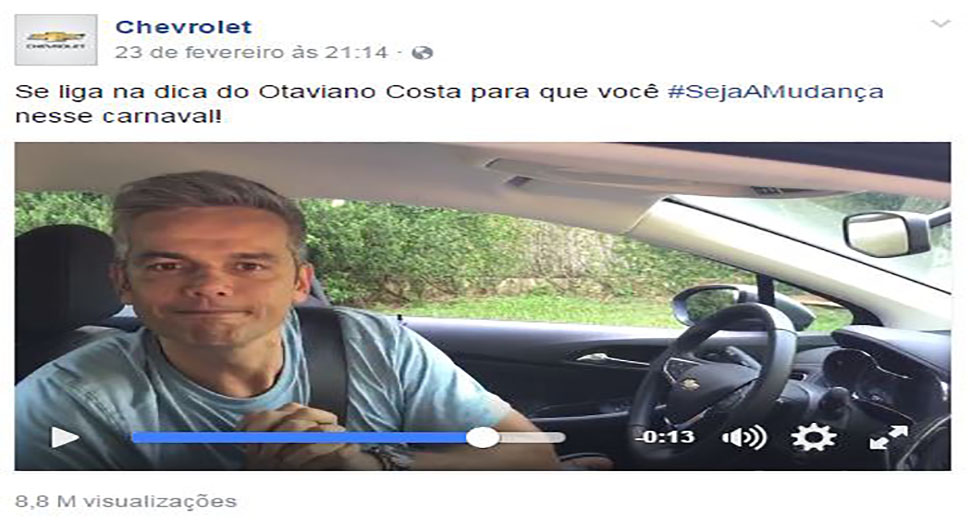 CHEVROLET
Chevrolet
23 de fevereiro às 21:14 ·
Se liga na dica do Otaviano Costa para que você #SejaAMudança
nesse carnaval!
-0:13
8,8 M visualizações